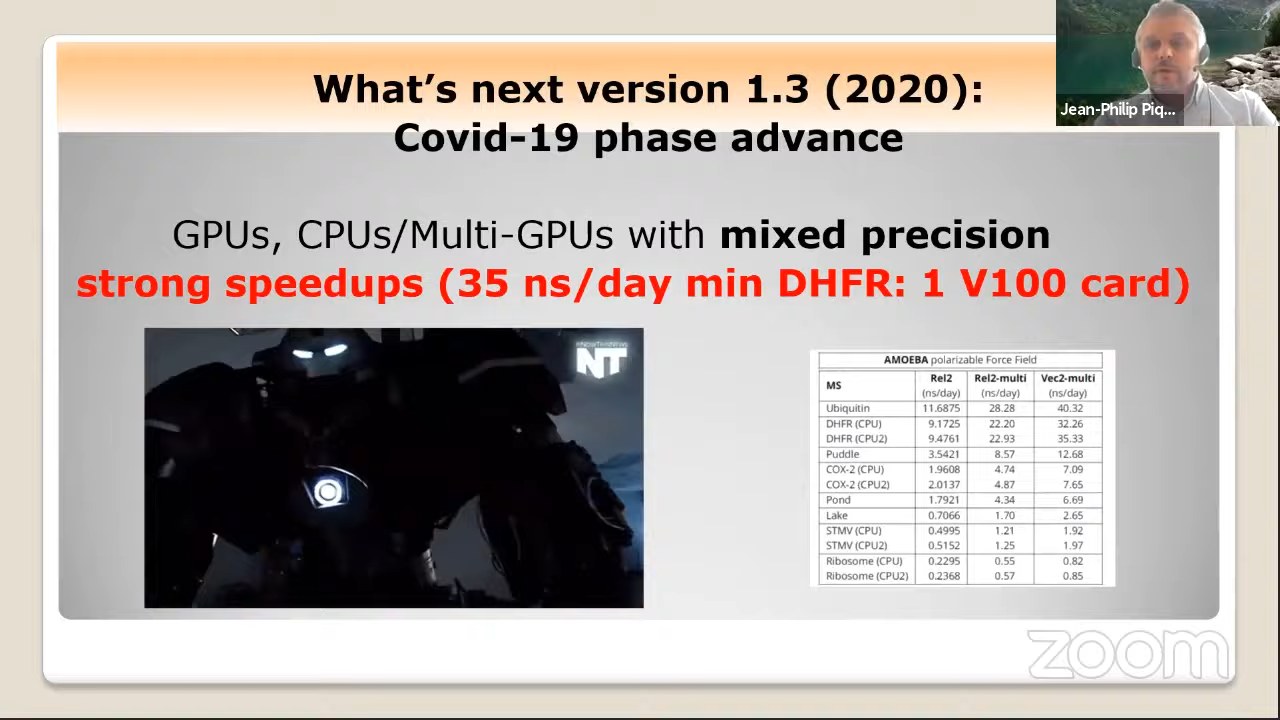 What's next version 1.3 (2020):
Covid-19 phase advance
Jean-Philip Piq...
GPUs, CPUs/Multi-GPUs with mixed precision
strong speedups (35 ns/day min DHFR: 1 V100 card)
#NOWTHISNEWS
NT
AMOEBA polarizable Force Field
MS Rel2 (ns/day) Rel2-multi (ns/day) Vec2-multi (ns/day)
Ubiquitin 11.6875 28.28 40.32
DHFR (CPU) 9.1725 22.20 32.26
DHFR (CPU2) 9.4761 22.93 35.33
Puddle 3.5421 8.57 12.68
COX-2 (CPU) 1.9608 4.74 7.09
COX-2 (CPU2) 2.0137 4.87 7.65
Pond 1.7921 4.34 6.69
Lake 0.7066 1.70 2.65
STMV (CPU) 0.4995 1.21 1.92
STMV (CPU2) 0.5152 1.25 1.97
Ribosome (CPU) 0.2295 0.55 0.82
Ribosome (CPU2) 0.2368 0.57 0.85
zoom